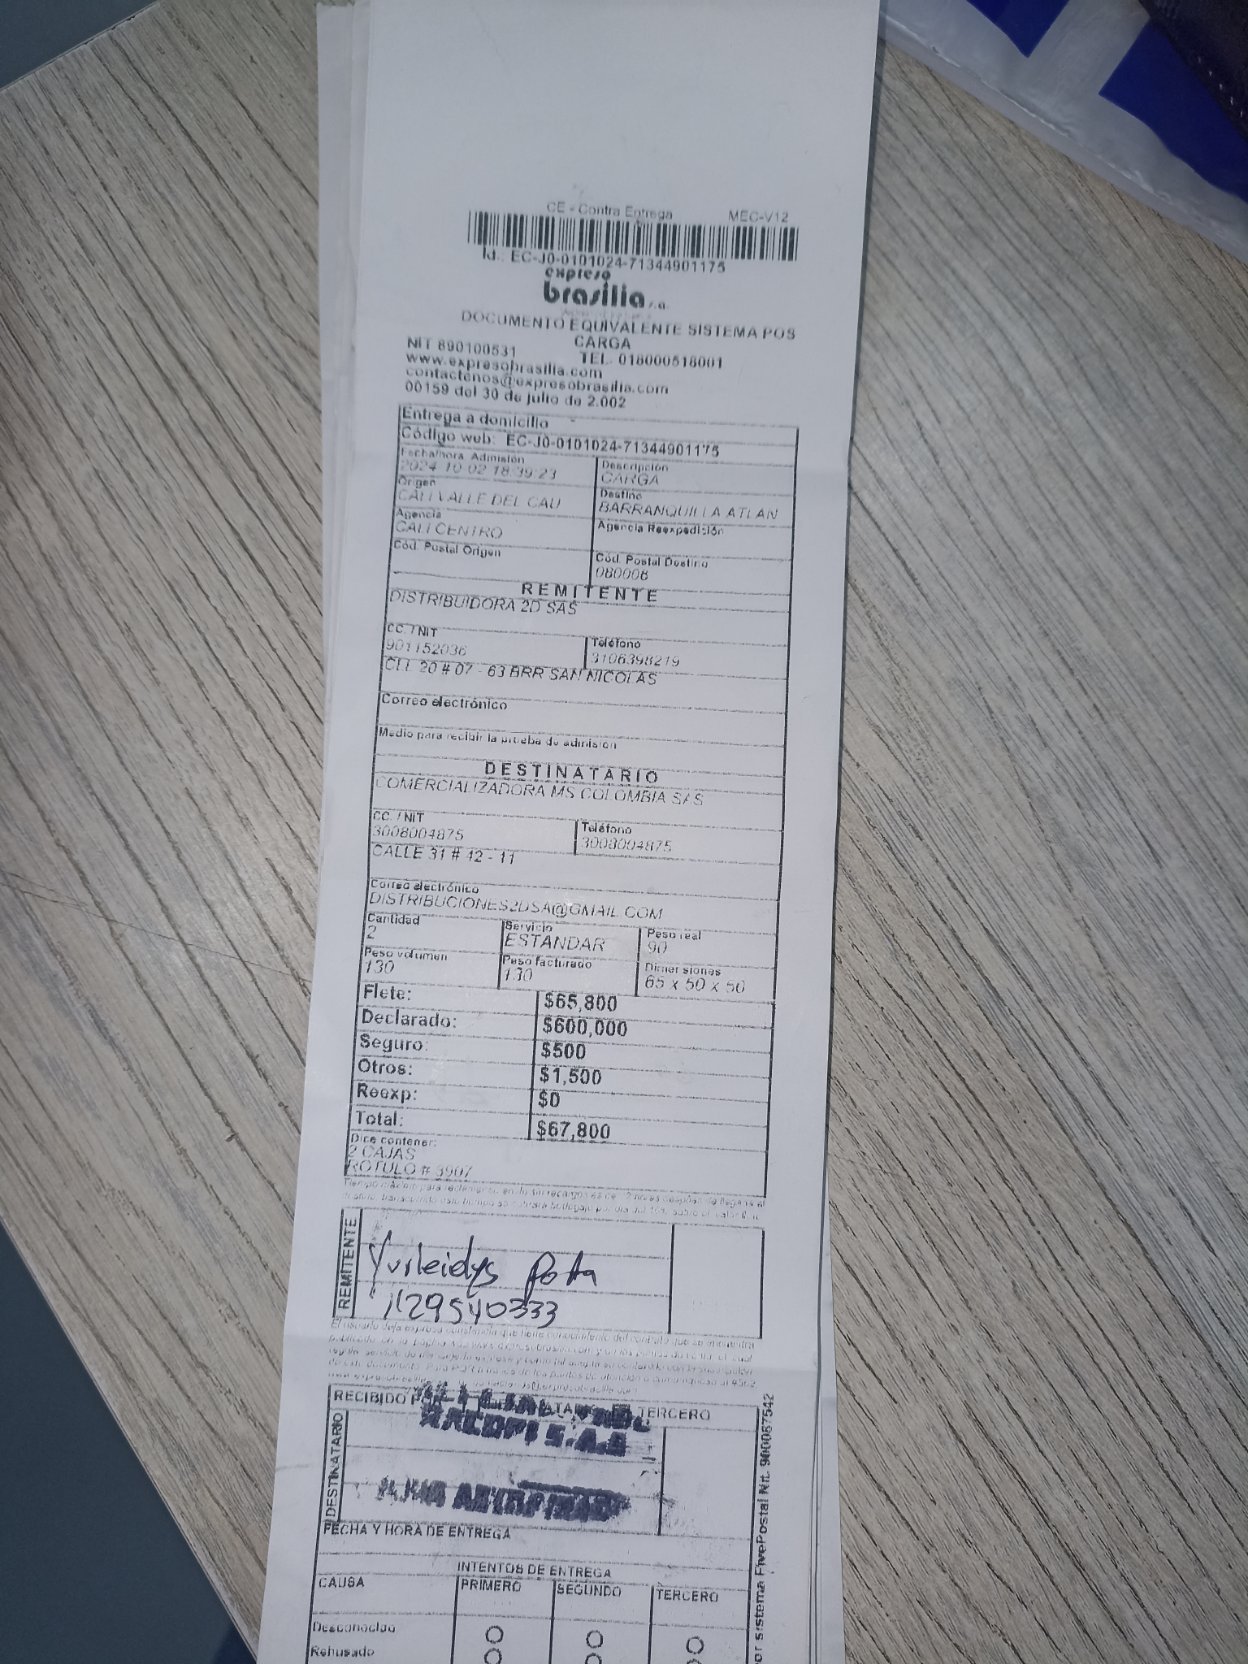 CE - Contra Entrega MEC-V12
Id.: EC-J0-0101024-71344901175
expreso
brasilia s.a.
DOCUMENTO EQUIVALENTE SISTEMA POS
CARGA
NIT 890100531 TEL. 018000518001
www.expresobrasilia.com
contactenos@expresobrasilia.com
00159 del 30 de julio de 2.002
Entrega a domicilio
Código web: EC-J0-0101024-71344901175
Fecha/hora Admisión Descripción
2024-10-02 18:39:23 CARGA
Origen Destino
CALI VALLE DEL CAU BARRANQUILLA ATLAN
Agencia Agencia Reexpedición
CALI CENTRO
Cód. Postal Origen Cód. Postal Destino
080006
REMITENTE
DISTRIBUIDORA 2D SAS
CC. / NIT Teléfono
901152036 3106398219
CLL 20 # 07 - 63 BRR SAN NICOLAS
Correo electrónico
Medio para recibir la prueba de admision
DESTINATARIO
COMERCIALIZADORA MS COLOMBIA SAS
CC. / NIT Teléfono
3008004875 3008004875
CALLE 31 # 42 - 11
Correo electrónico
DISTRIBUCIONES2DSA@GMAIL.COM
Cantidad Servicio Peso real
2 ESTANDAR 90
Peso volumen Peso facturado Dimensiones
130 130 65 x 50 x 50
Flete: $65,800
Declarado: $600,000
Seguro: $500
Otros: $1,500
Reexp: $0
Total: $67,800
Dice contener:
2 CAJAS
ROTULO # 3907
REMITENTE
Yurleidys Pota
1129540333
RECIBIDO TERCERO
S.A.S
DESTINATARIO
FECHA Y HORA DE ENTREGA
INTENTOS DE ENTREGA
CAUSA PRIMERO SEGUNDO TERCERO
Desconocido
Rehusado
or sistema FivePostal Nit. 900087542